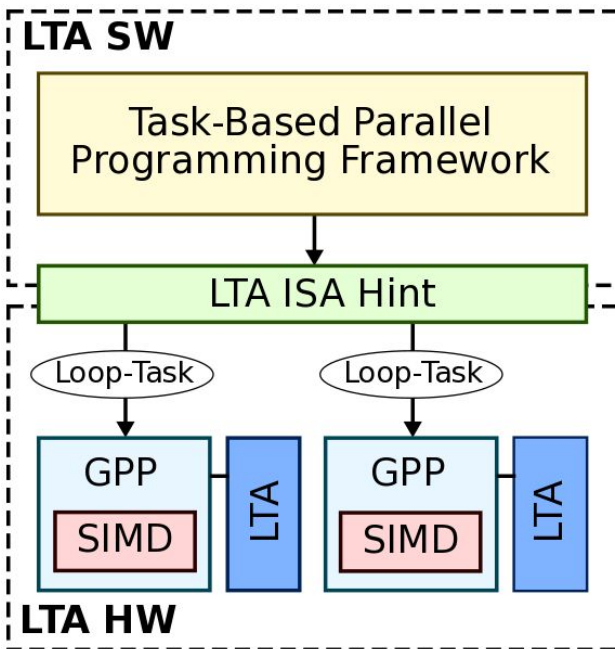 LTA SW
Task-Based Parallel
Programming Framework
LTA ISA Hint
Loop-Task
Loop-Task
GPP
SIMD
LTA
GPP
SIMD
LTA
LTA HW